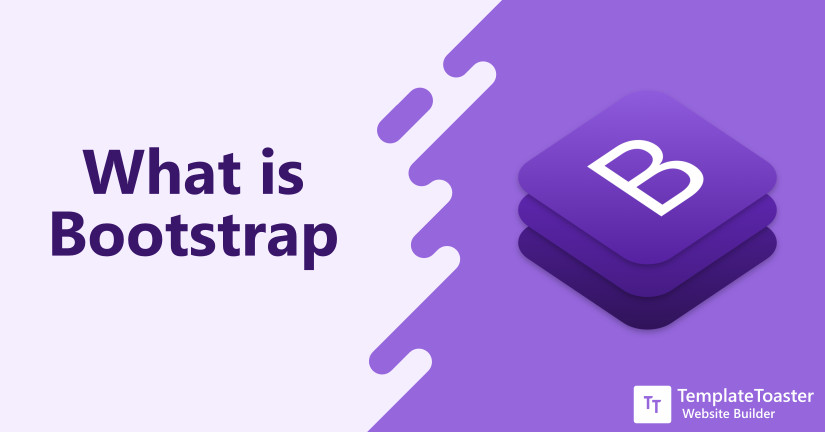 What is
Bootstrap
B
TT
TemplateToaster
Website Builder